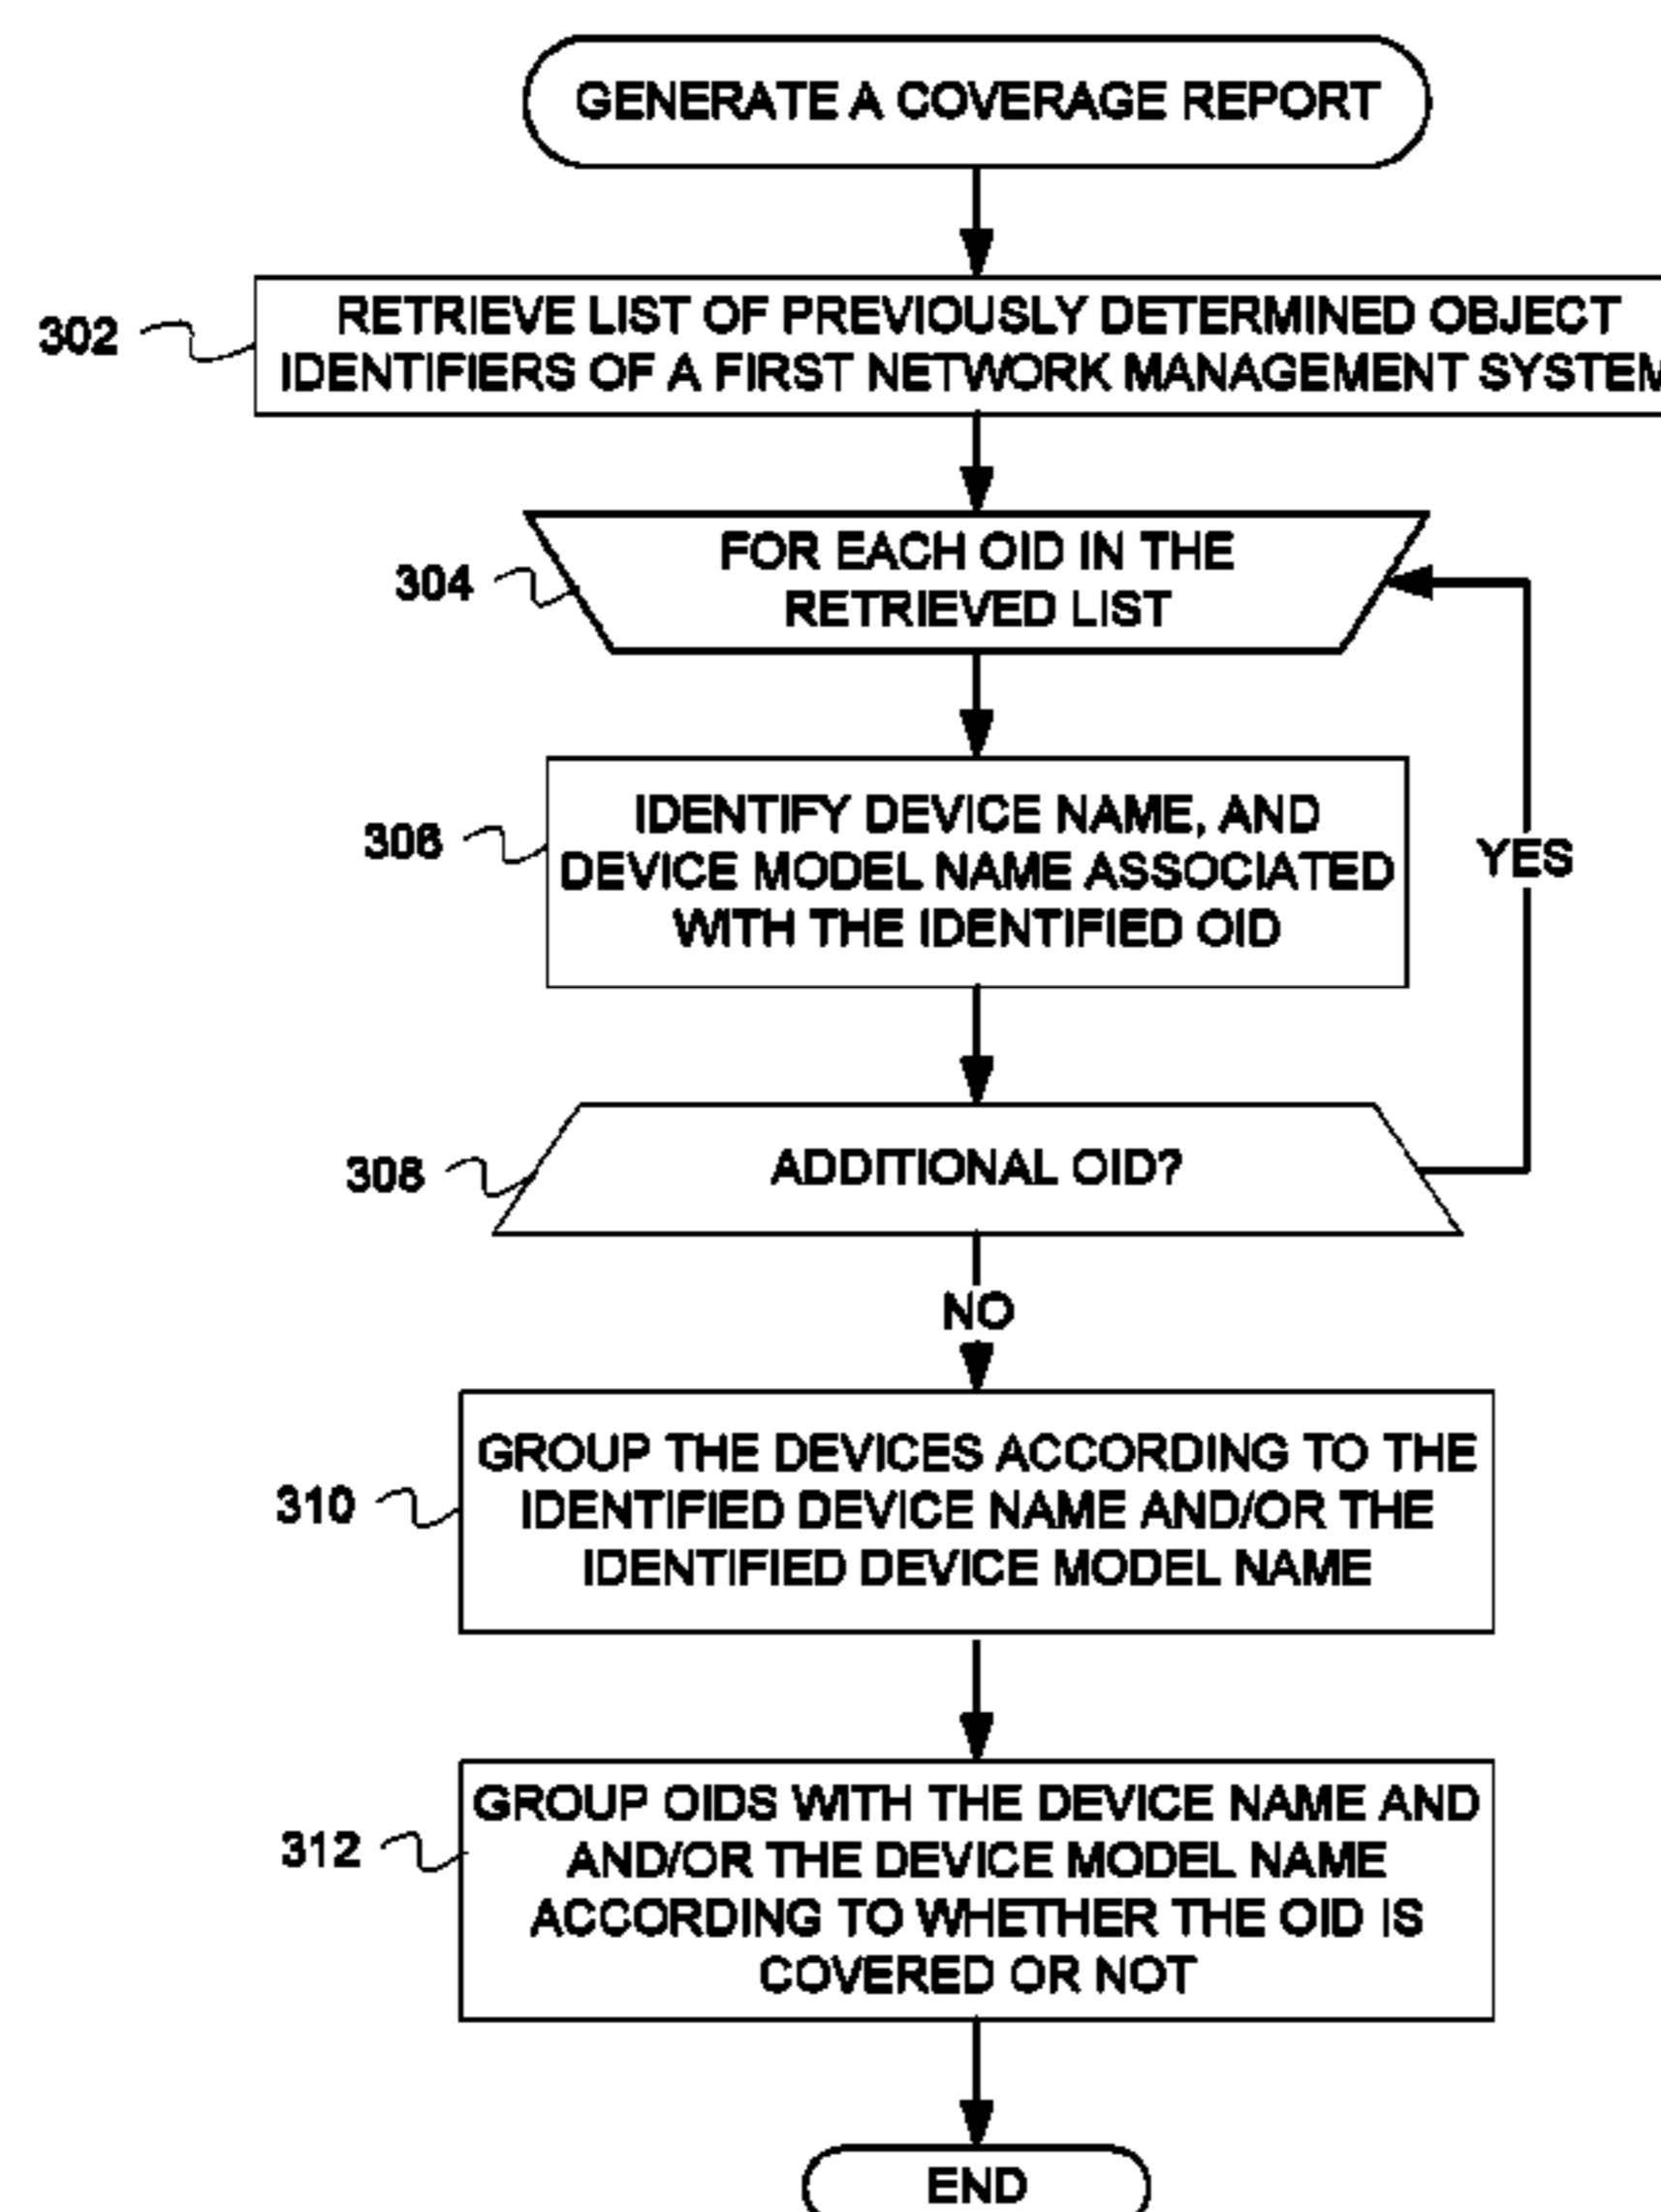 GENERATE A COVERAGE REPORT
302
RETRIEVE LIST OF PREVIOUSLY DETERMINED OBJECT
IDENTIFIERS OF A FIRST NETWORK MANAGEMENT SYSTEM
304
FOR EACH OID IN THE
RETRIEVED LIST
306
IDENTIFY DEVICE NAME, AND
DEVICE MODEL NAME ASSOCIATED
WITH THE IDENTIFIED OID
YES
308
ADDITIONAL OID?
NO
310
GROUP THE DEVICES ACCORDING TO THE
IDENTIFIED DEVICE NAME AND/OR THE
IDENTIFIED DEVICE MODEL NAME
312
GROUP OIDS WITH THE DEVICE NAME AND
AND/OR THE DEVICE MODEL NAME
ACCORDING TO WHETHER THE OID IS
COVERED OR NOT
END